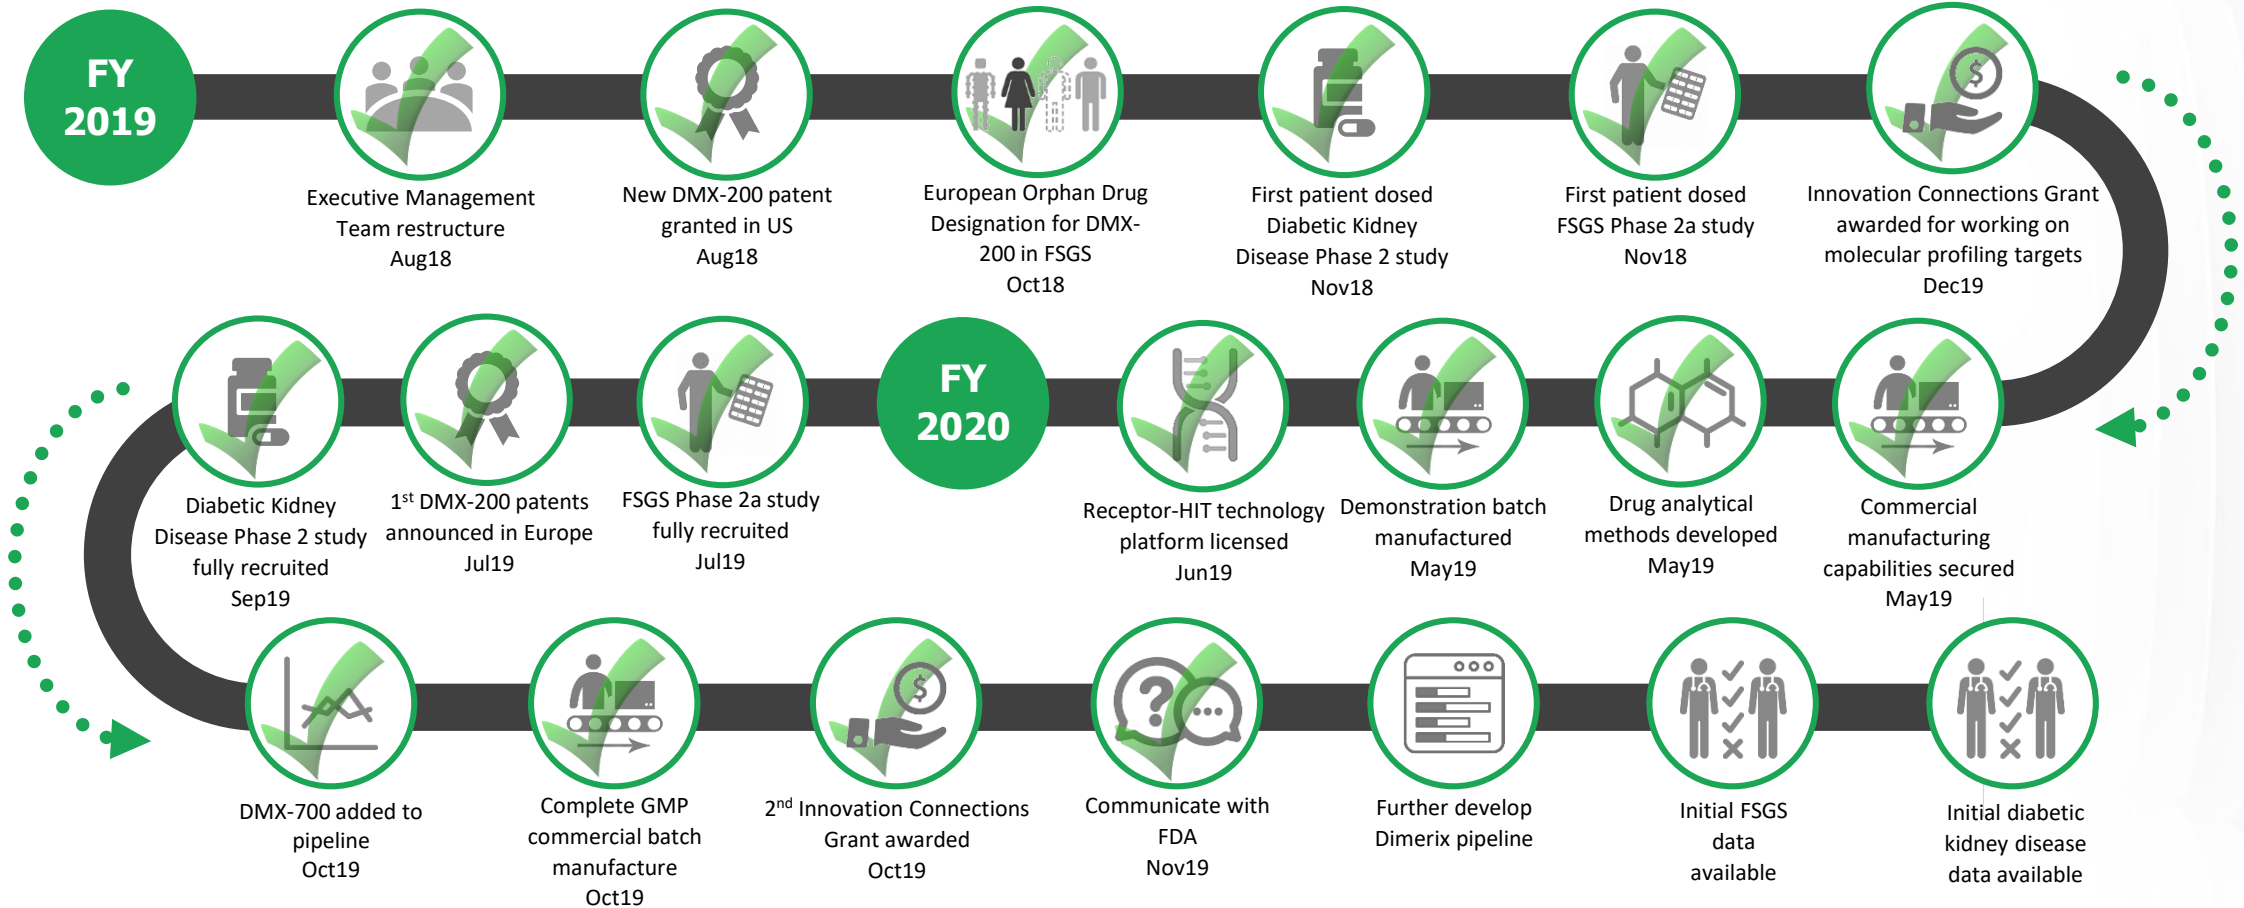 FY
2019
Executive Management
Team restructure
Aug18
New DMX-200 patent
granted in US
Aug18
European Orphan Drug
Designation for DMX-
200 in FSGS
Oct18
First patient dosed
Diabetic Kidney
Disease Phase 2 study
Nov18
First patient dosed
FSGS Phase 2a study
Nov18
Innovation Connections Grant
awarded for working on
molecular profiling targets
Dec19
Commercial
manufacturing
capabilities secured
May19
Drug analytical
methods developed
May19
Demonstration batch
manufactured
May19
Receptor-HIT technology
platform licensed
Jun19
FY
2020
FSGS Phase 2a study
fully recruited
Jul19
1st DMX-200 patents
announced in Europe
Jul19
Diabetic Kidney
Disease Phase 2 study
fully recruited
Sep19
DMX-700 added to
pipeline
Oct19
Complete GMP
commercial batch
manufacture
Oct19
2nd Innovation Connections
Grant awarded
Oct19
Communicate with
FDA
Nov19
Further develop
Dimerix pipeline
Initial FSGS
data
available
Initial diabetic
kidney disease
data available